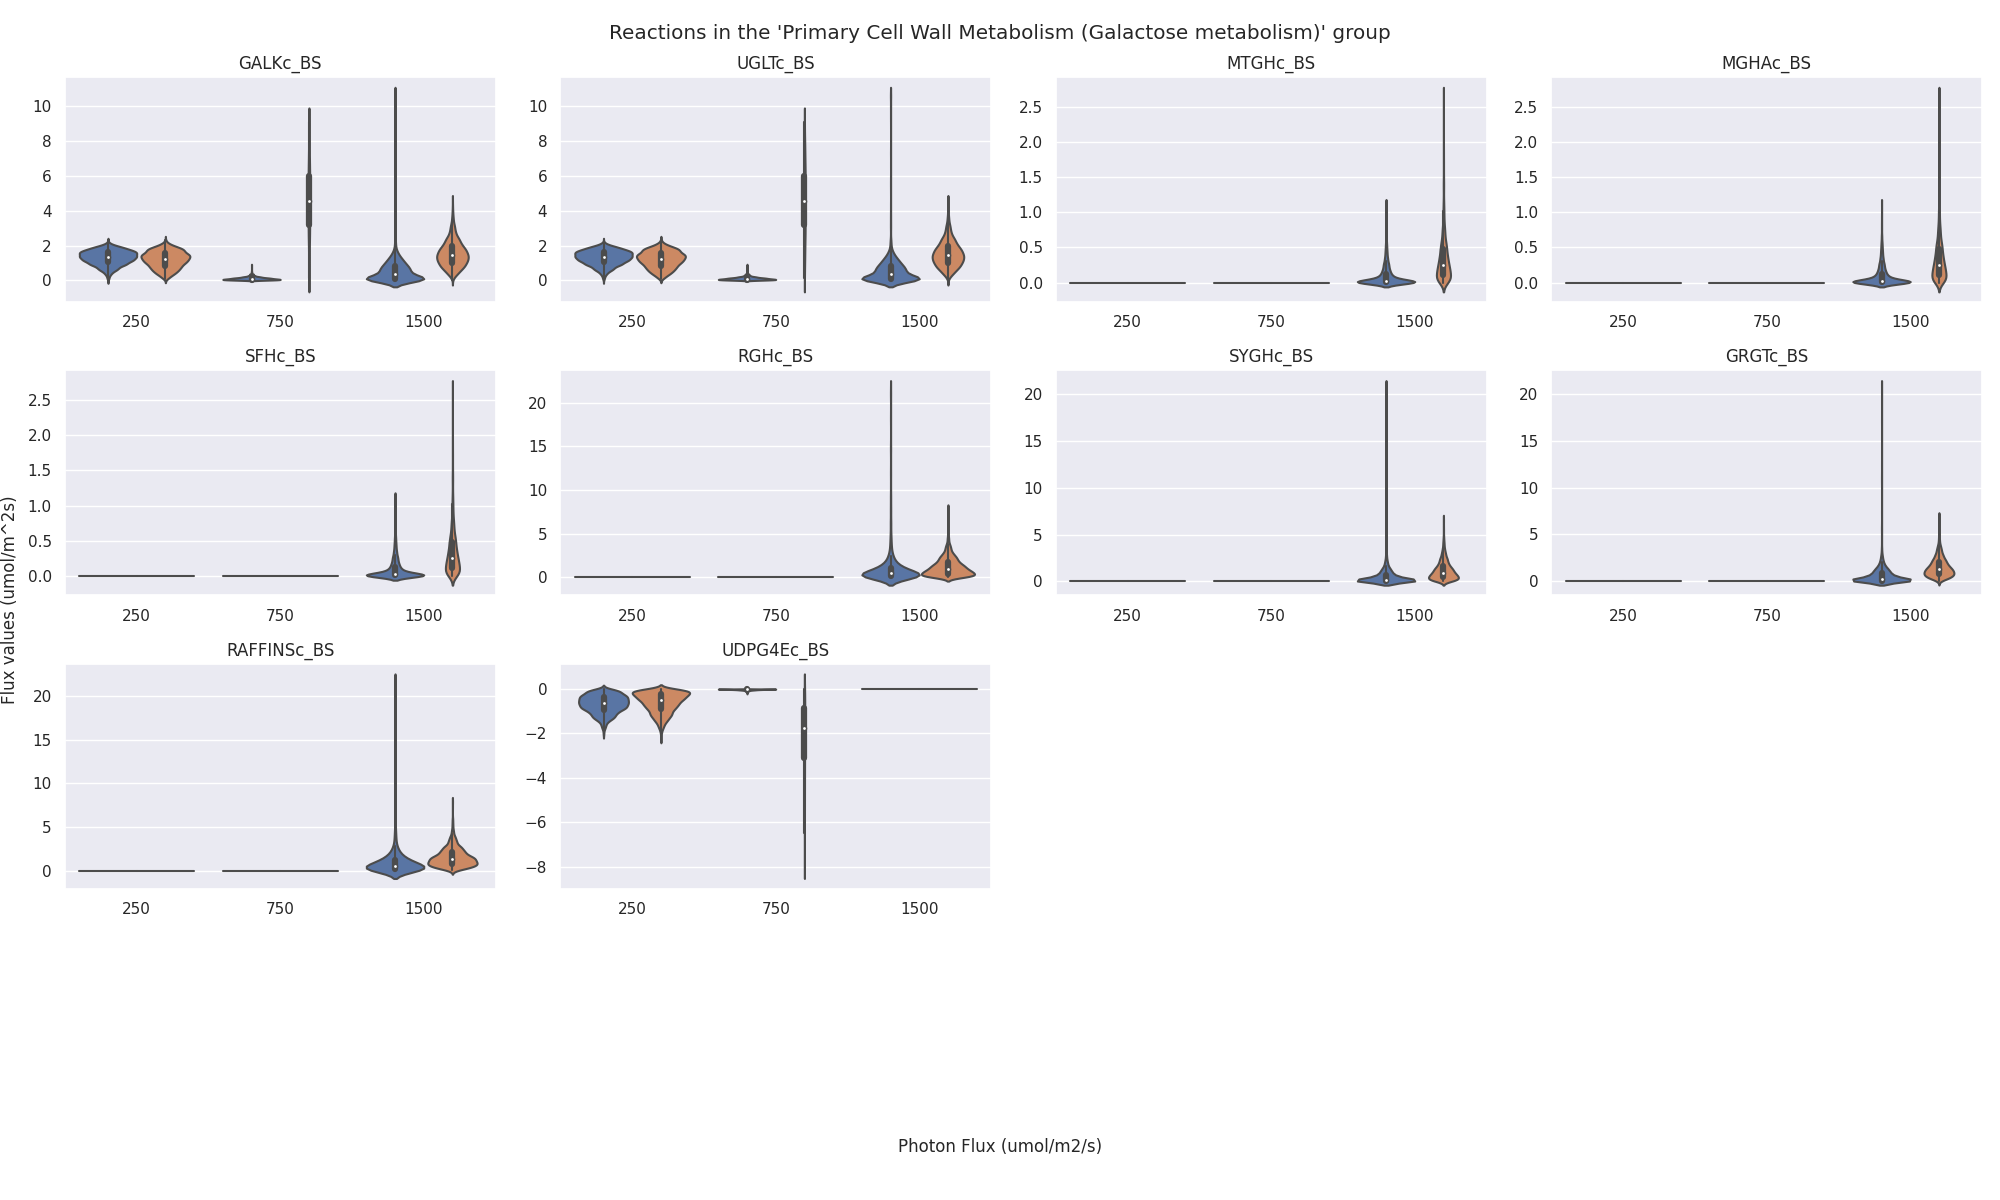 Reactions in the 'Primary Cell Wall Metabolism (Galactose metabolism)' group
GALKc_BS UGLTc_BS MTGHc_BS MGHAc_BS
10 8 6 4 2 0
10 8 6 4 2 0
2.5 2.0 1.5 1.0 0.5 0.0
2.5 2.0 1.5 1.0 0.5 0.0
250 750 1500 250 750 1500 250 750 1500 250 750 1500
SFHc_BS RGHc_BS SYGHc_BS GRGTc_BS
2.5 2.0 1.5 1.0 0.5 0.0
20 15 10 5 0
20 15 10 5 0
20 15 10 5 0
250 750 1500 250 750 1500 250 750 1500 250 750 1500
Flux values (umol/m^2s)
RAFFINSc_BS UDPG4Ec_BS
20 15 10 5 0
0 −2 −4 −6 −8
250 750 1500 250 750 1500
Photon Flux (umol/m2/s)